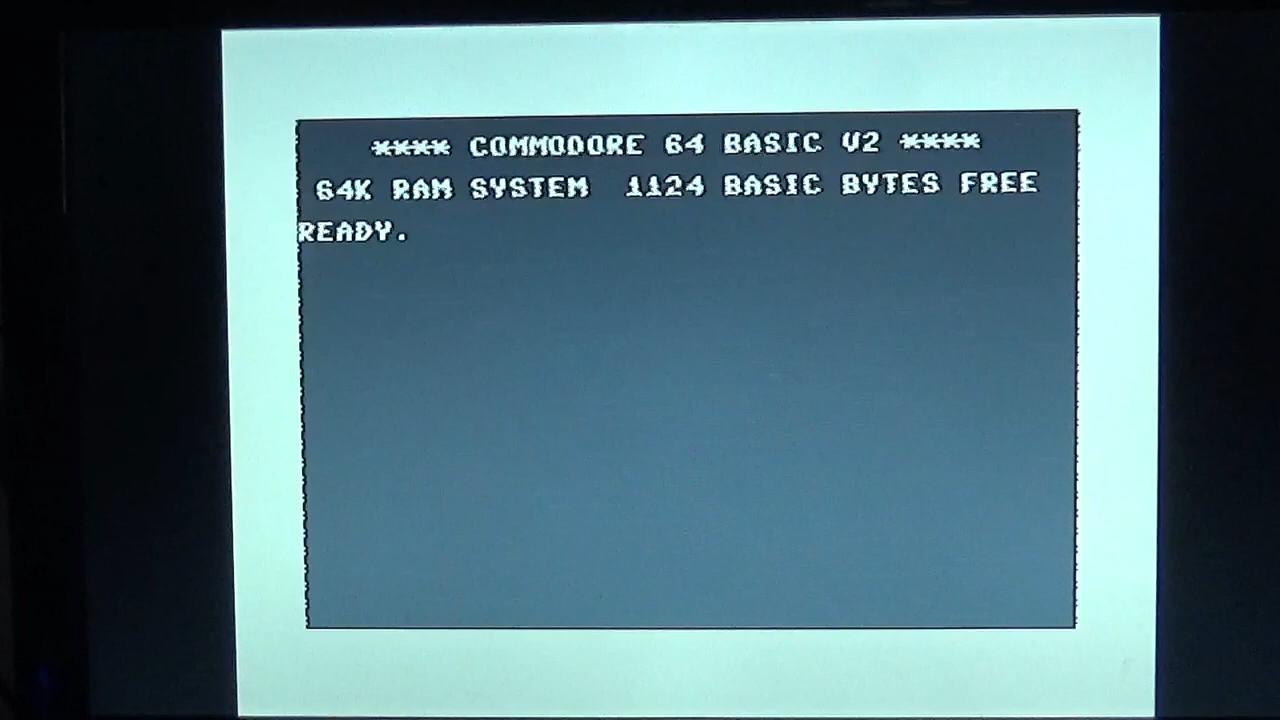 **** COMMODORE 64 BASIC V2 ****
64K RAM SYSTEM 1124 BASIC BYTES FREE
READY.